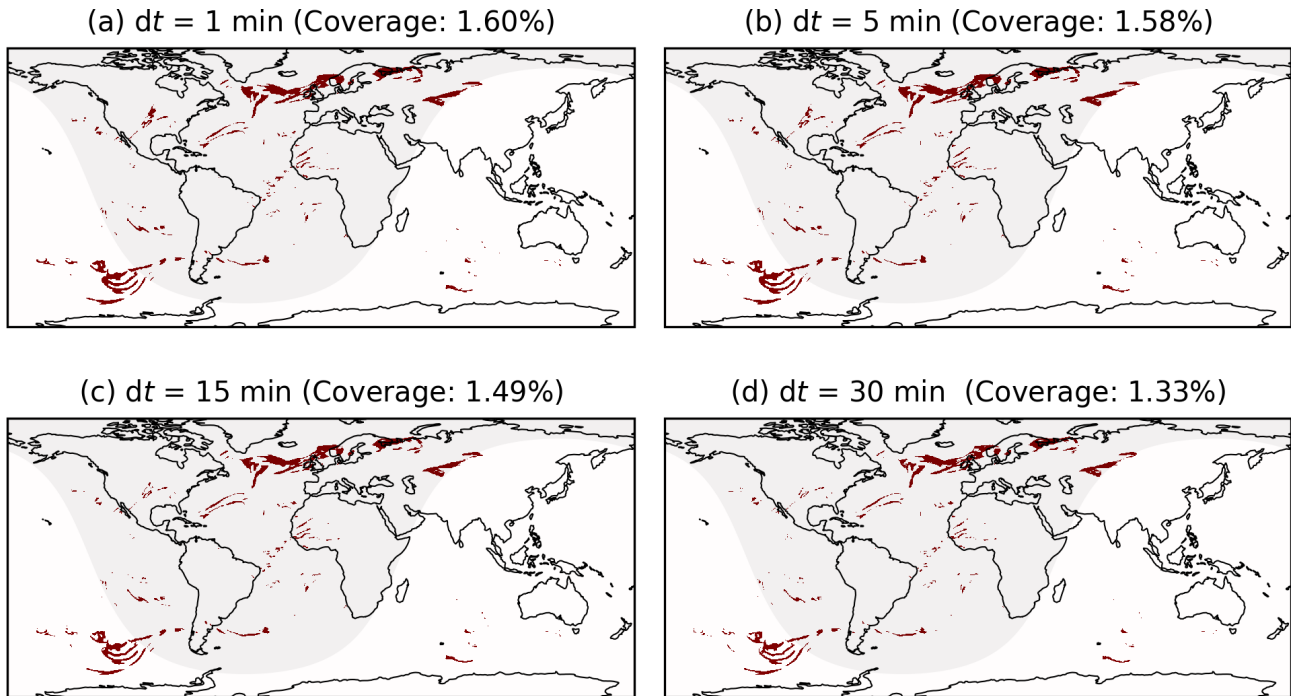 (a) dt = 1 min (Coverage: 1.60%)
(b) dt = 5 min (Coverage: 1.58%)
(c) dt = 15 min (Coverage: 1.49%)
(d) dt = 30 min (Coverage: 1.33%)